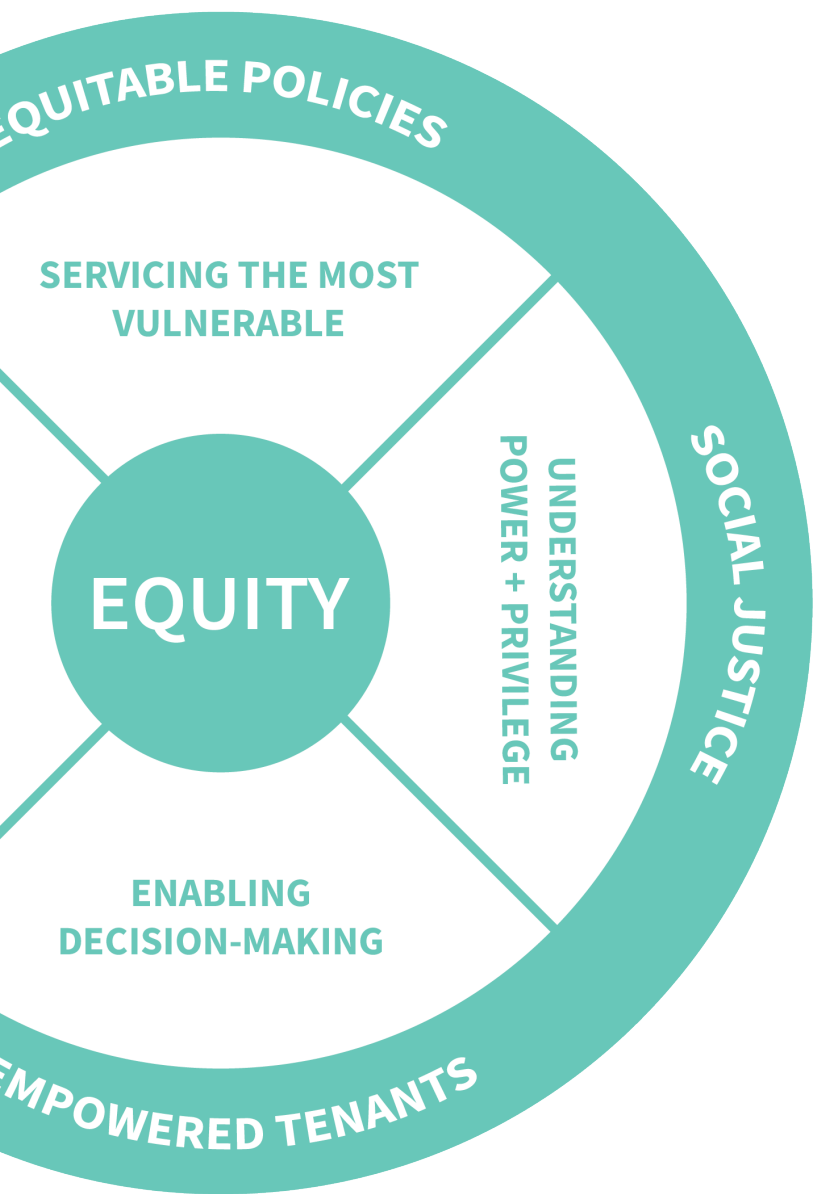 EQUITABLE POLICIES
SERVICING THE MOST
VULNERABLE
SOCIAL JUSTICE
UNDERSTANDING
POWER + PRIVILEGE
EQUITY
ENABLING
DECISION-MAKING
EMPOWERED TENANTS